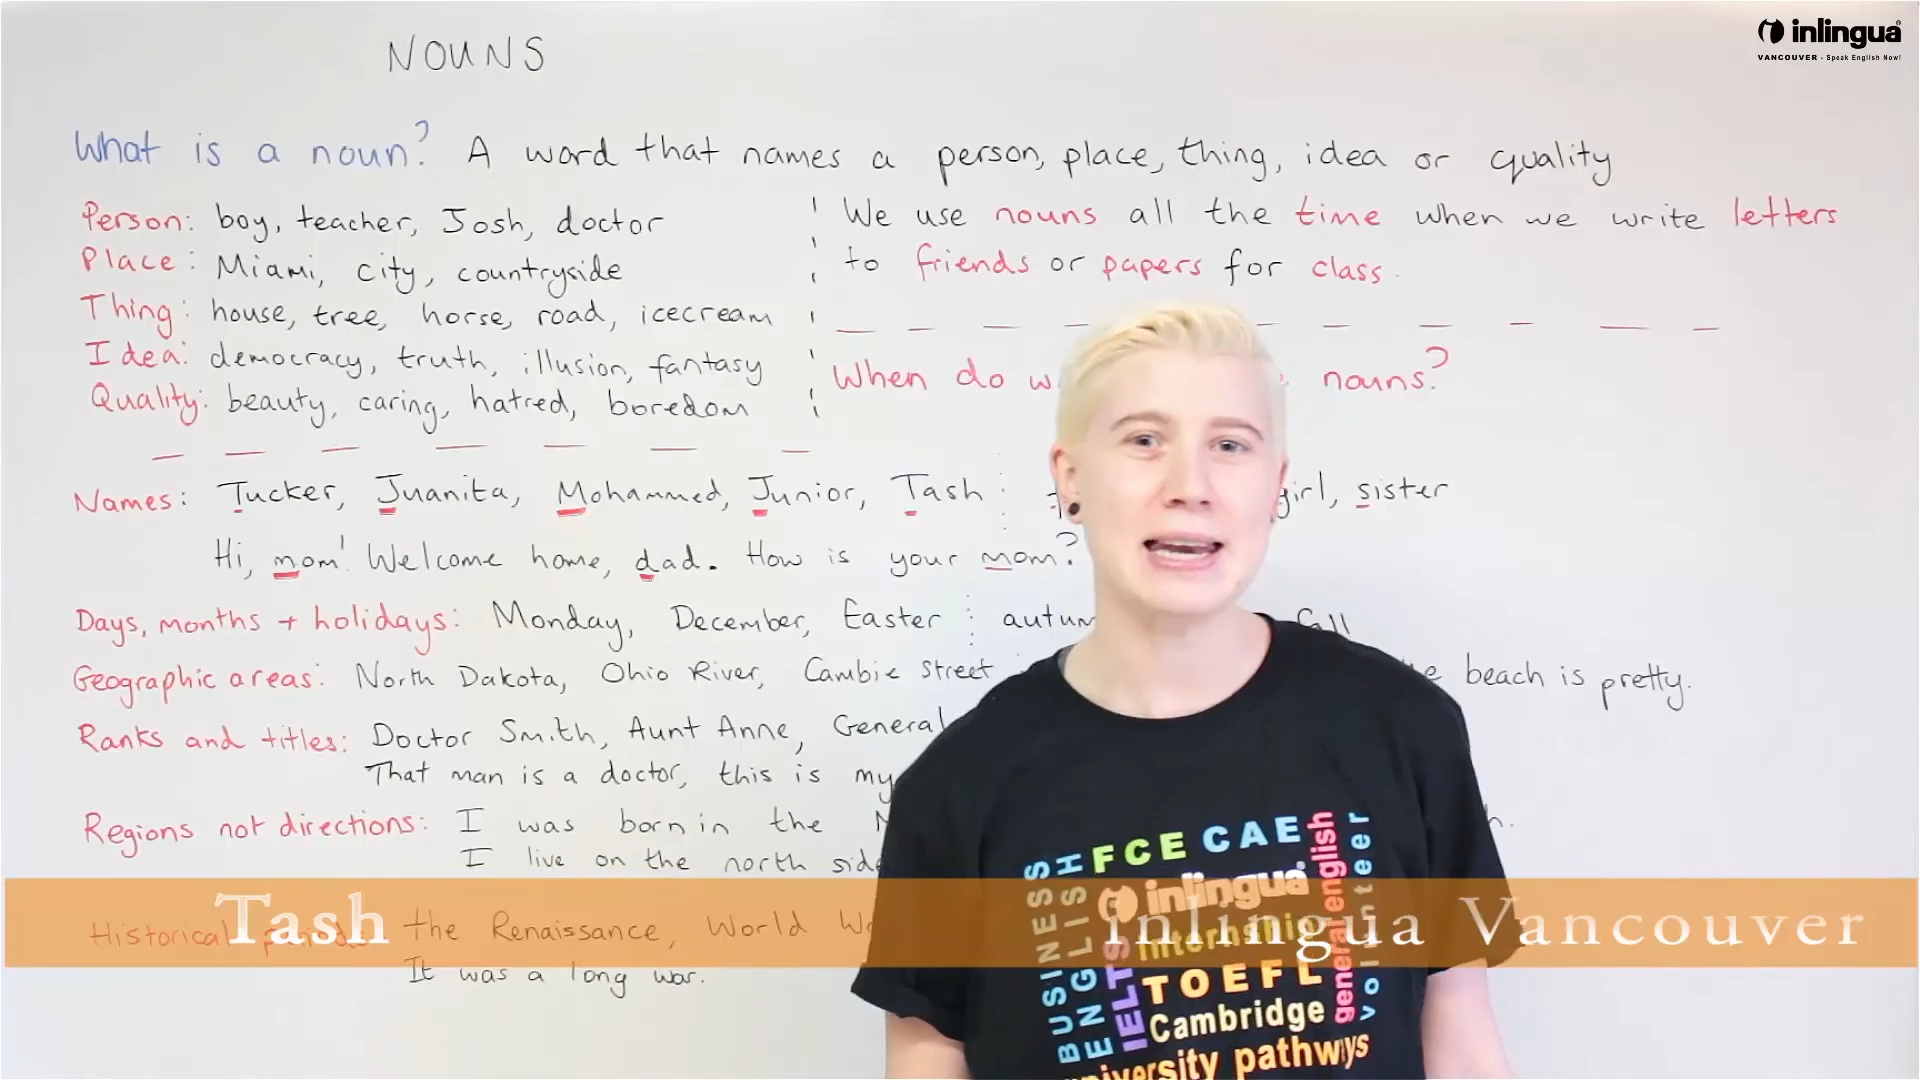 inlingua
VANCOUVER - Speak English Now!
NOUNS
What is a noun? A word that names a person, place, thing, idea or quality
Person: boy, teacher, Josh, doctor
Place: Miami, city, countryside
Thing: house, tree, horse, road, icecream
Idea: democracy, truth, illusion, fantasy
Quality: beauty, caring, hatred, boredom
We use nouns all the time when we write letters
to friends or papers for class.
When do nouns?
Names: Tucker, Juanita, Mohammed, Junior, Tash girl, sister
Hi, mom! Welcome home, dad. How is your mom?
Days, months + holidays: Monday, December, Easter fall
Geographic areas: North Dakota, Ohio River, Cambie Street beach is pretty.
Ranks and titles: Doctor Smith, Aunt Anne, General
That man is a doctor, this is my
Regions not directions: I was born in the
I live on the north side
Historical the Renaissance, World
It was a long war.
Tash
inlingua Vancouver
BUSINESS
ENGLISH
FCE CAE
inlingua
internship
IELTS
TOEFL
Cambridge
pathways
general english
volunteer